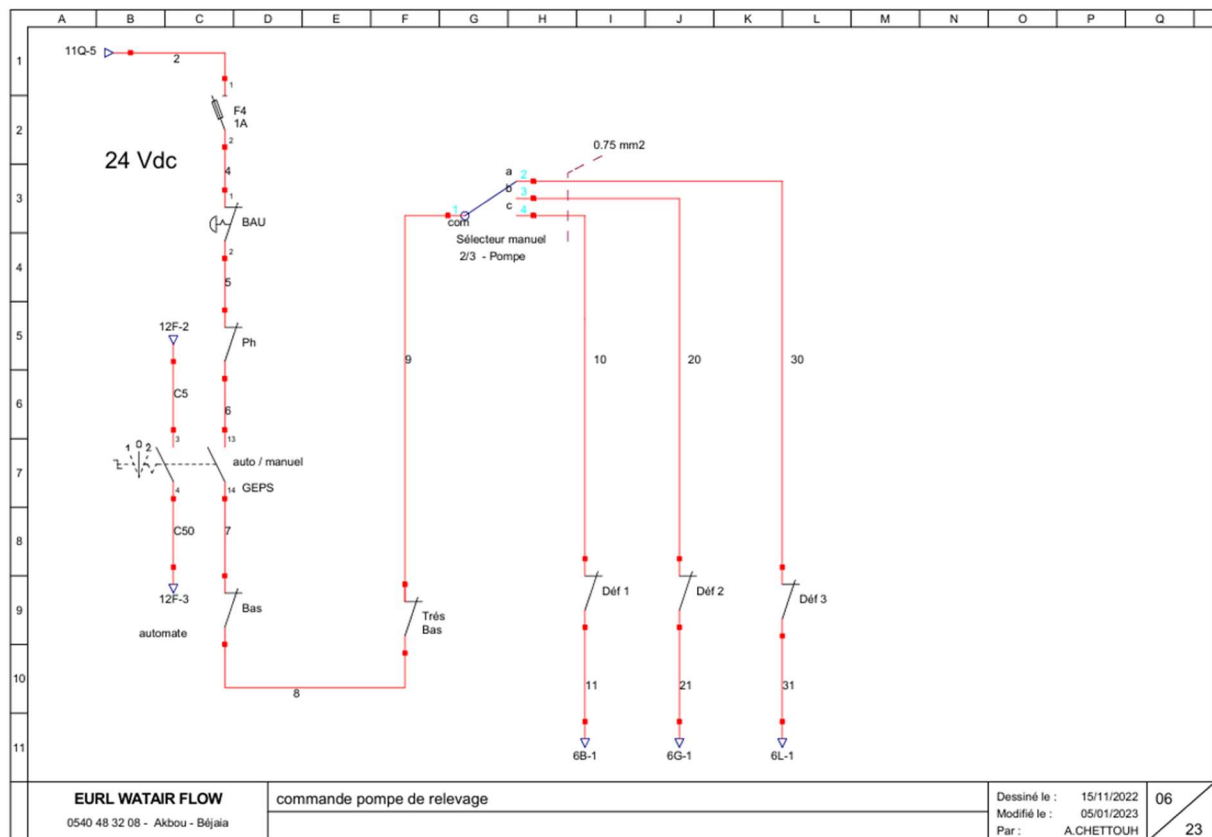 A B C D E F G H I J K L M N O P Q
1
2
3
4
5
6
7
8
9
10
11
11Q-5
2
1
F4
1A
2
24 Vdc
4
1
BAU
2
5
12F-2
Ph
C5
6
3
13
1 0 2
auto / manuel
4
14
GEPS
C50
7
12F-3
Bas
automate
8
9
Trés
Bas
0.75 mm2
a 2
b 3
c 4
1
com
Sélecteur manuel
2/3 - Pompe
10
20
30
Déf 1
Déf 2
Déf 3
11
21
31
6B-1
6G-1
6L-1
EURL WATAIR FLOW
0540 48 32 08 - Akbou - Béjaia
commande pompe de relevage
Dessiné le : 15/11/2022
Modifié le : 05/01/2023
Par : A.CHETTOUH
06
23